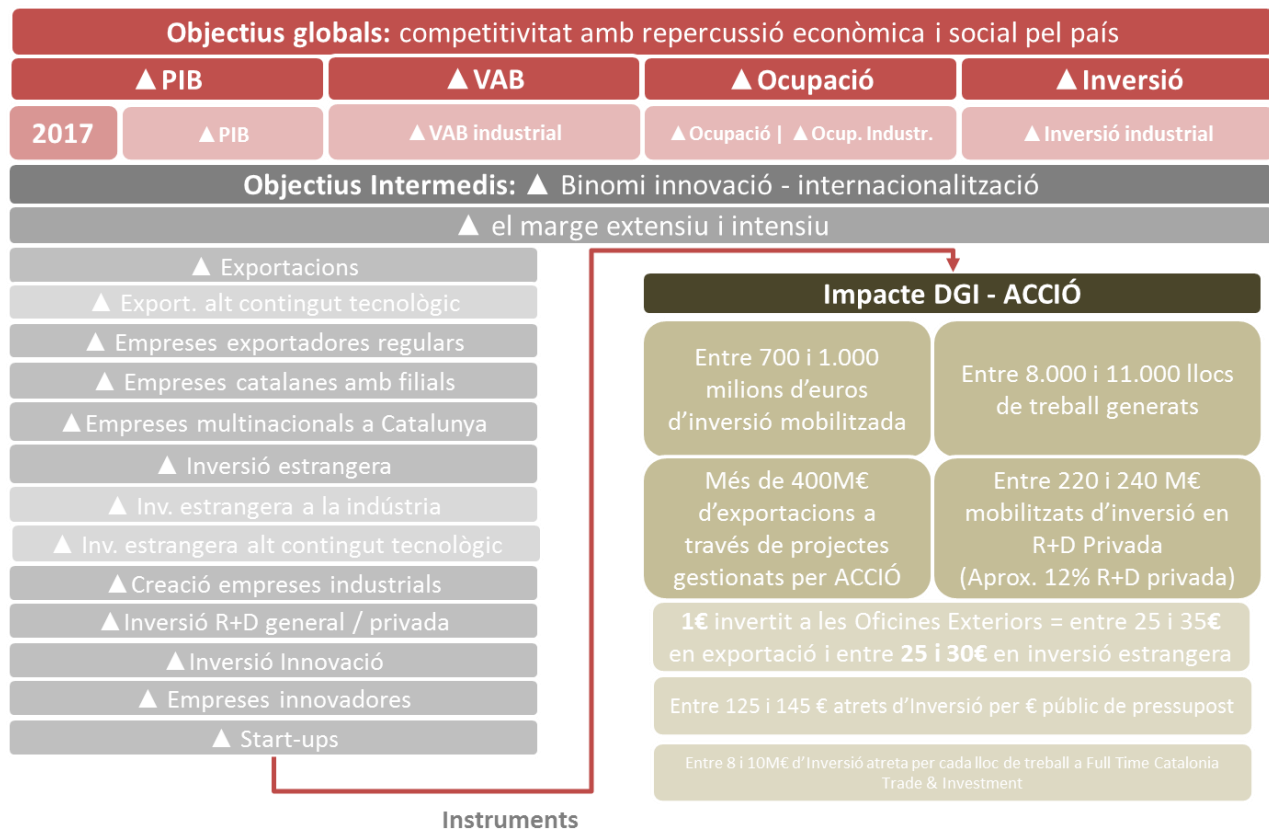 Objectius globals: competitivitat amb repercussió econòmica i social pel país
▲ PIB
▲ VAB
▲ Ocupació
▲ Inversió
2017
▲ PIB
▲ VAB industrial
▲ Ocupació | ▲ Ocup. Industr.
▲ Inversió industrial
Objectius Intermedis: ▲ Binomi innovació - internacionalització
▲ el marge extensiu i intensiu
▲ Exportacions
▲ Export. alt contingut tecnològic
▲ Empreses exportadores regulars
▲ Empreses catalanes amb filials
▲ Empreses multinacionals a Catalunya
▲ Inversió estrangera
▲ Inv. estrangera a la indústria
▲ Inv. estrangera alt contingut tecnològic
▲ Creació empreses industrials
▲ Inversió R+D general / privada
▲ Inversió Innovació
▲ Empreses innovadores
▲ Start-ups
Instruments
Impacte DGI - ACCIÓ
Entre 700 i 1.000
milions d’euros
d’inversió mobilitzada
Entre 8.000 i 11.000 llocs
de treball generats
Més de 400M€
d’exportacions a
través de projectes
gestionats per ACCIÓ
Entre 220 i 240 M€
mobilitzats d’inversió en
R+D Privada
(Aprox. 12% R+D privada)
1€ invertit a les Oficines Exteriors = entre 25 i 35€
en exportació i entre 25 i 30€ en inversió estrangera
Entre 125 i 145 € atrets d’Inversió per € públic de pressupost
Entre 8 i 10M€ d’Inversió atreta per cada lloc de treball a Full Time Catalonia
Trade & Investment